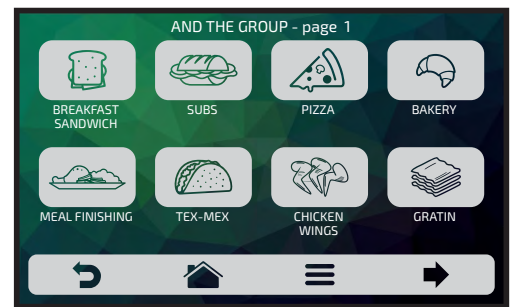 AND THE GROUP - page 1
BREAKFAST
SANDWICH
SUBS
PIZZA
BAKERY
MEAL FINISHING
TEX-MEX
CHICKEN
WINGS
GRATIN